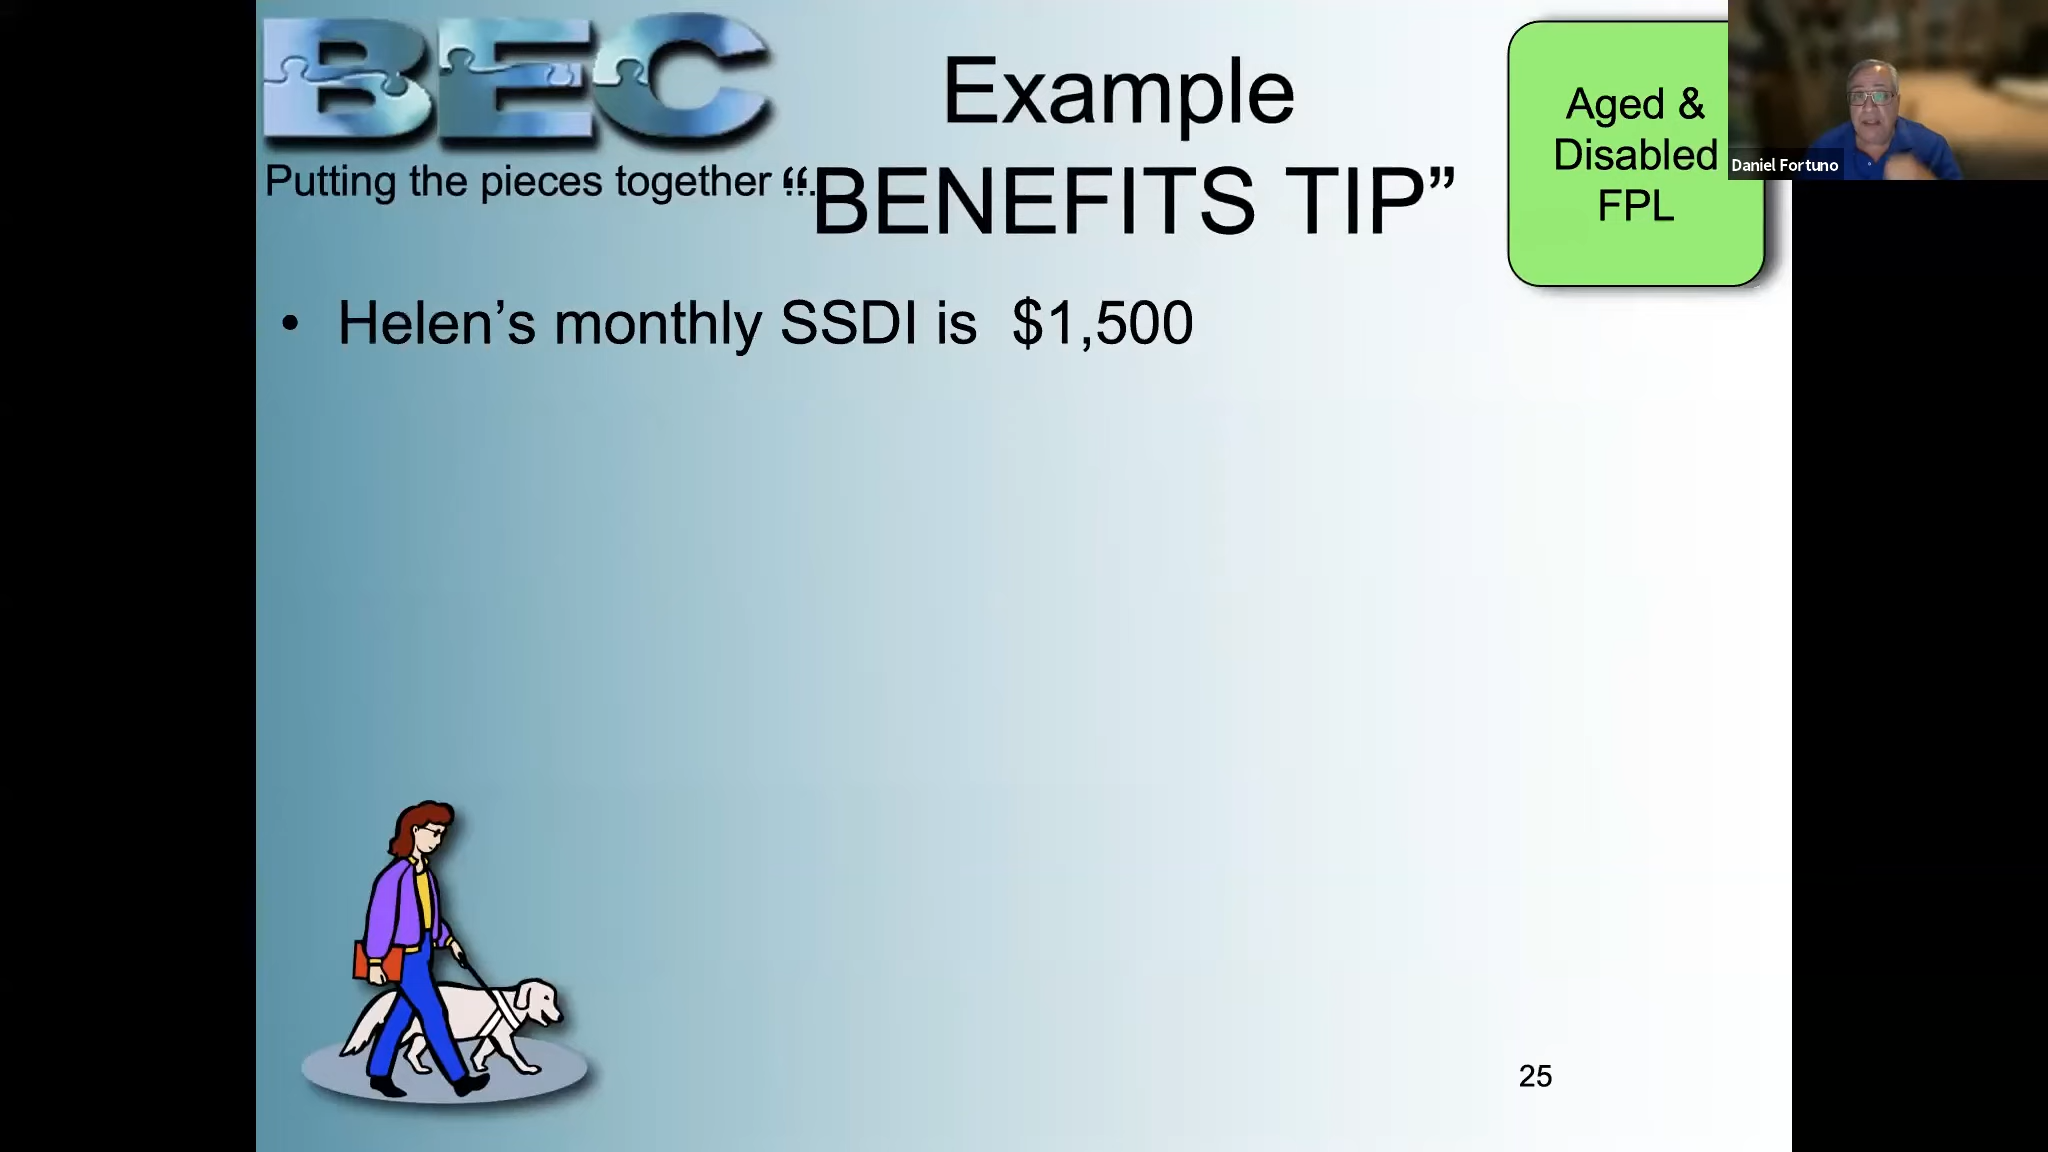 BEC
Putting the pieces together ...
Example
“BENEFITS TIP”
Aged &
Disabled
FPL
Daniel Fortuno
• Helen’s monthly SSDI is $1,500
25